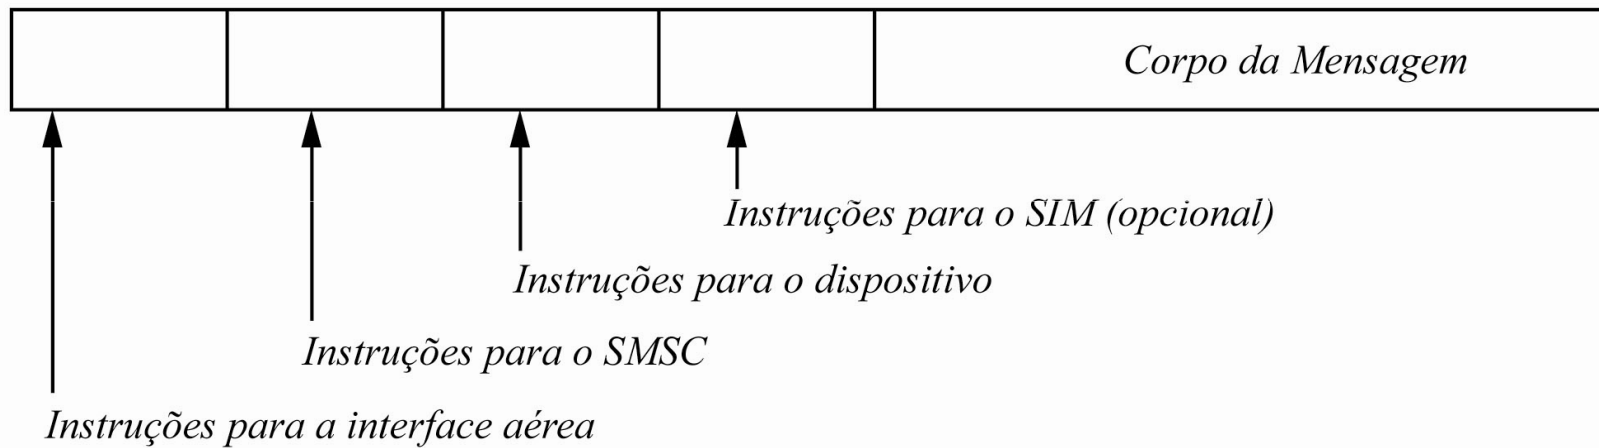 Corpo da Mensagem
Instruções para o SIM (opcional)
Instruções para o dispositivo
Instruções para o SMSC
Instruções para a interface aérea